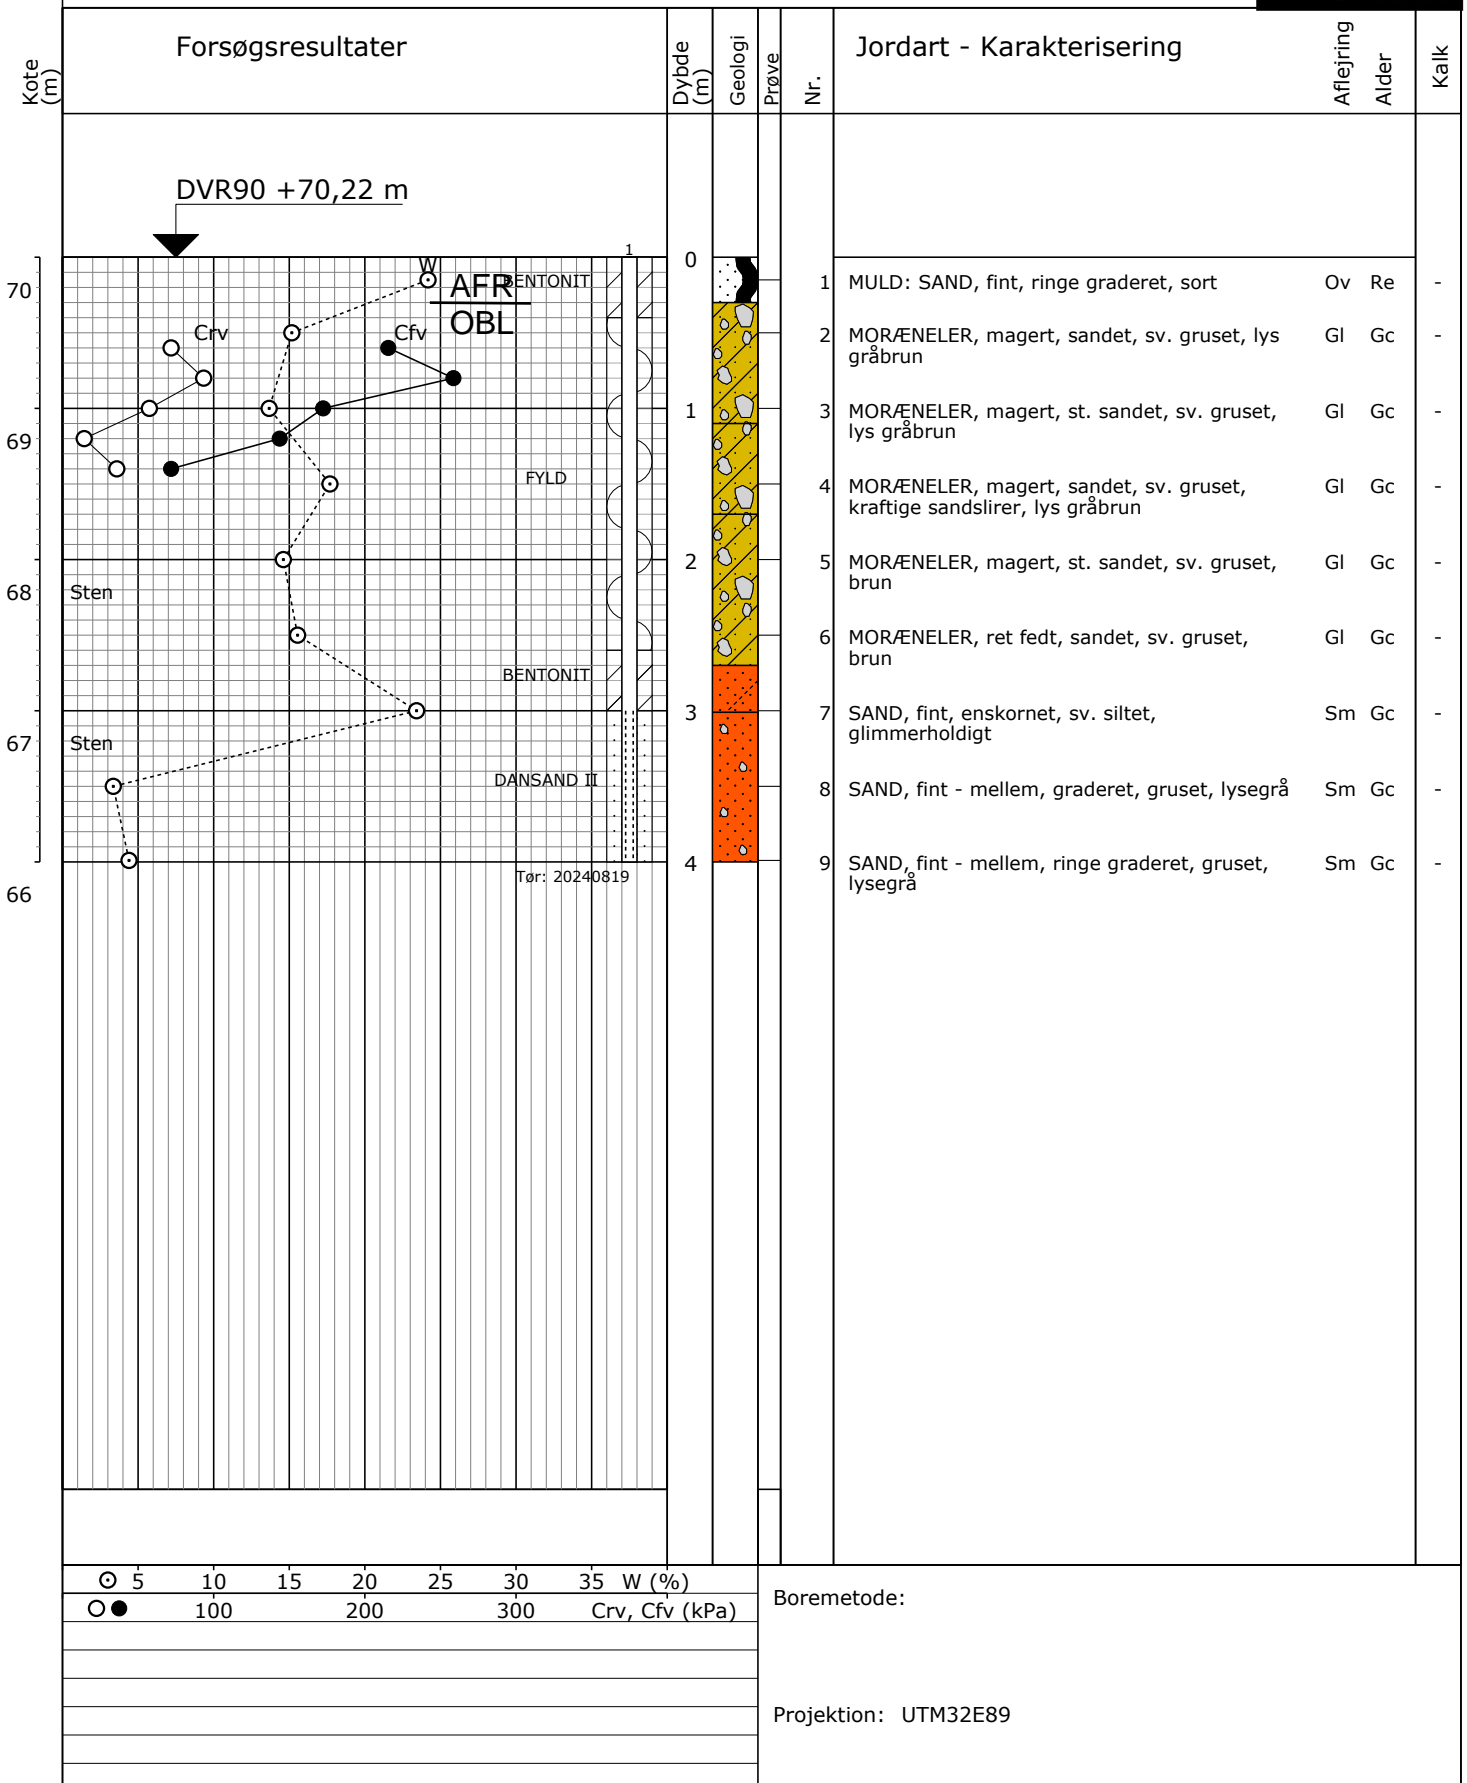 Kote (m)
Forsøgsresultater
Dybde (m)
Geologi
Prøve
Nr.
Jordart - Karakterisering
Aflejring
Alder
Kalk
DVR90 +70,22 m
1
W
AFR
BENTONIT
OBL
Crv
Cfv
FYLD
Sten
BENTONIT
Sten
DANSAND II
Tør: 20240819
70
69
68
67
66
0
1
2
3
4
1 MULD: SAND, fint, ringe graderet, sort Ov Re -
2 MORÆNELER, magert, sandet, sv. gruset, lys Gl Gc -
gråbrun
3 MORÆNELER, magert, st. sandet, sv. gruset, Gl Gc -
lys gråbrun
4 MORÆNELER, magert, sandet, sv. gruset, Gl Gc -
kraftige sandslirer, lys gråbrun
5 MORÆNELER, magert, st. sandet, sv. gruset, Gl Gc -
brun
6 MORÆNELER, ret fedt, sandet, sv. gruset, Gl Gc -
brun
7 SAND, fint, enskornet, sv. siltet, Sm Gc -
glimmerholdigt
8 SAND, fint - mellem, graderet, gruset, lysegrå Sm Gc -
9 SAND, fint - mellem, ringe graderet, gruset, Sm Gc -
lysegrå
5 10 15 20 25 30 35 W (%)
100 200 300 Crv, Cfv (kPa)
Boremetode:
Projektion: UTM32E89